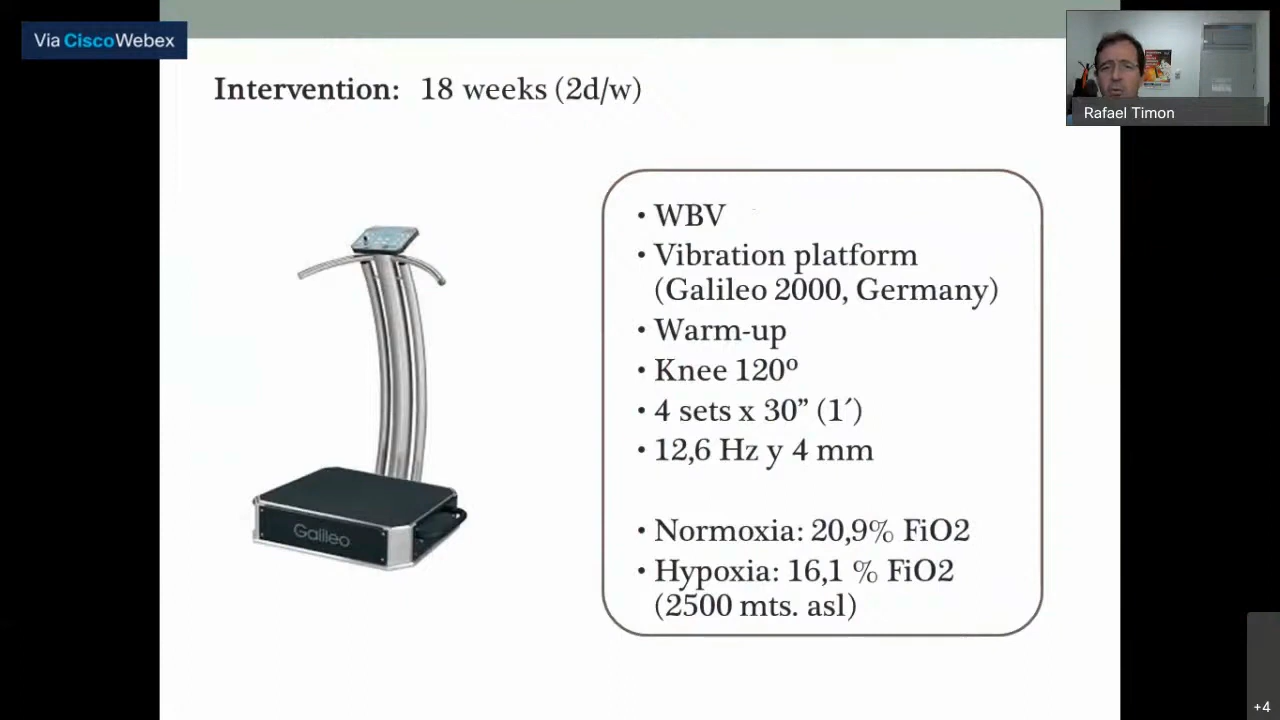 Via CiscoWebex
Rafael Timon
Intervention: 18 weeks (2d/w)
• WBV
• Vibration platform
(Galileo 2000, Germany)
• Warm-up
• Knee 120º
• 4 sets x 30” (1´)
• 12,6 Hz y 4 mm
• Normoxia: 20,9% FiO2
• Hypoxia: 16,1 % FiO2
(2500 mts. asl)
Galileo
+4